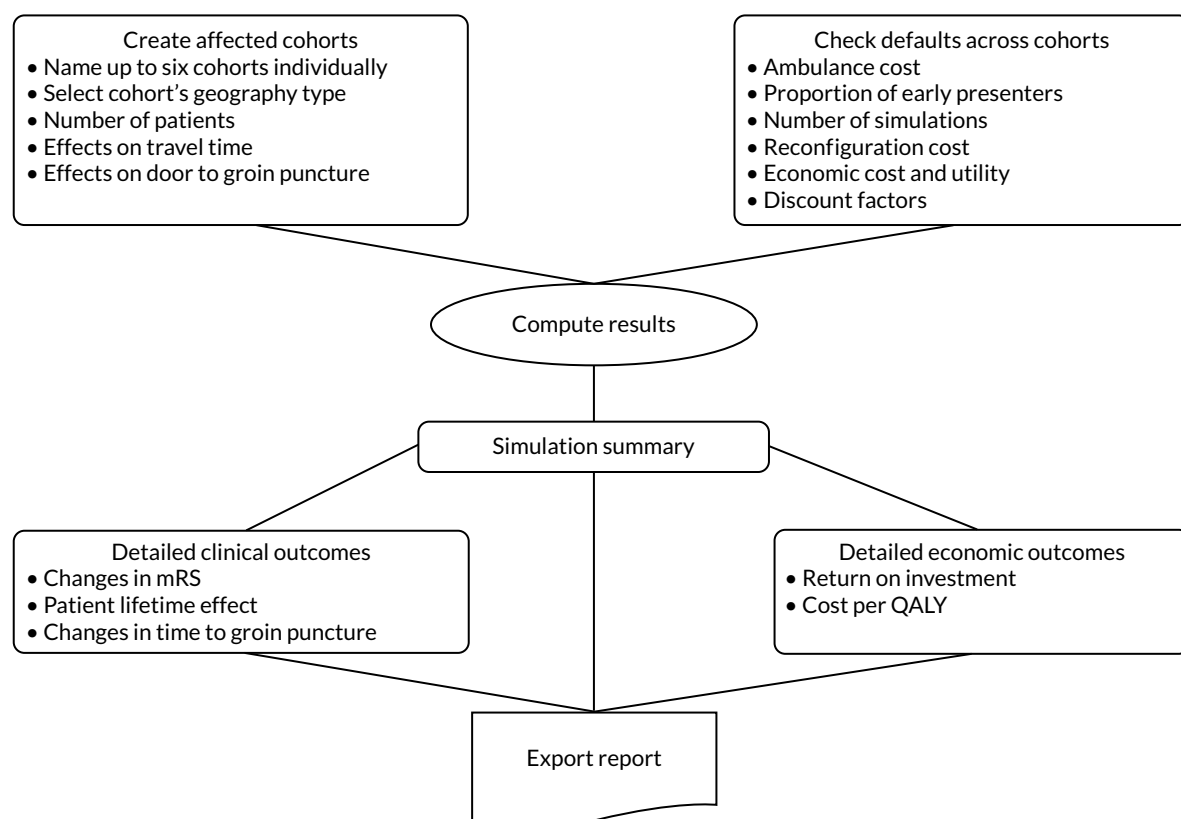 Create affected cohorts
• Name up to six cohorts individually
• Select cohort's geography type
• Number of patients
• Effects on travel time
• Effects on door to groin puncture
Check defaults across cohorts
• Ambulance cost
• Proportion of early presenters
• Number of simulations
• Reconfiguration cost
• Economic cost and utility
• Discount factors
Compute results
Simulation summary
Detailed clinical outcomes
• Changes in mRS
• Patient lifetime effect
• Changes in time to groin puncture
Detailed economic outcomes
• Return on investment
• Cost per QALY
Export report